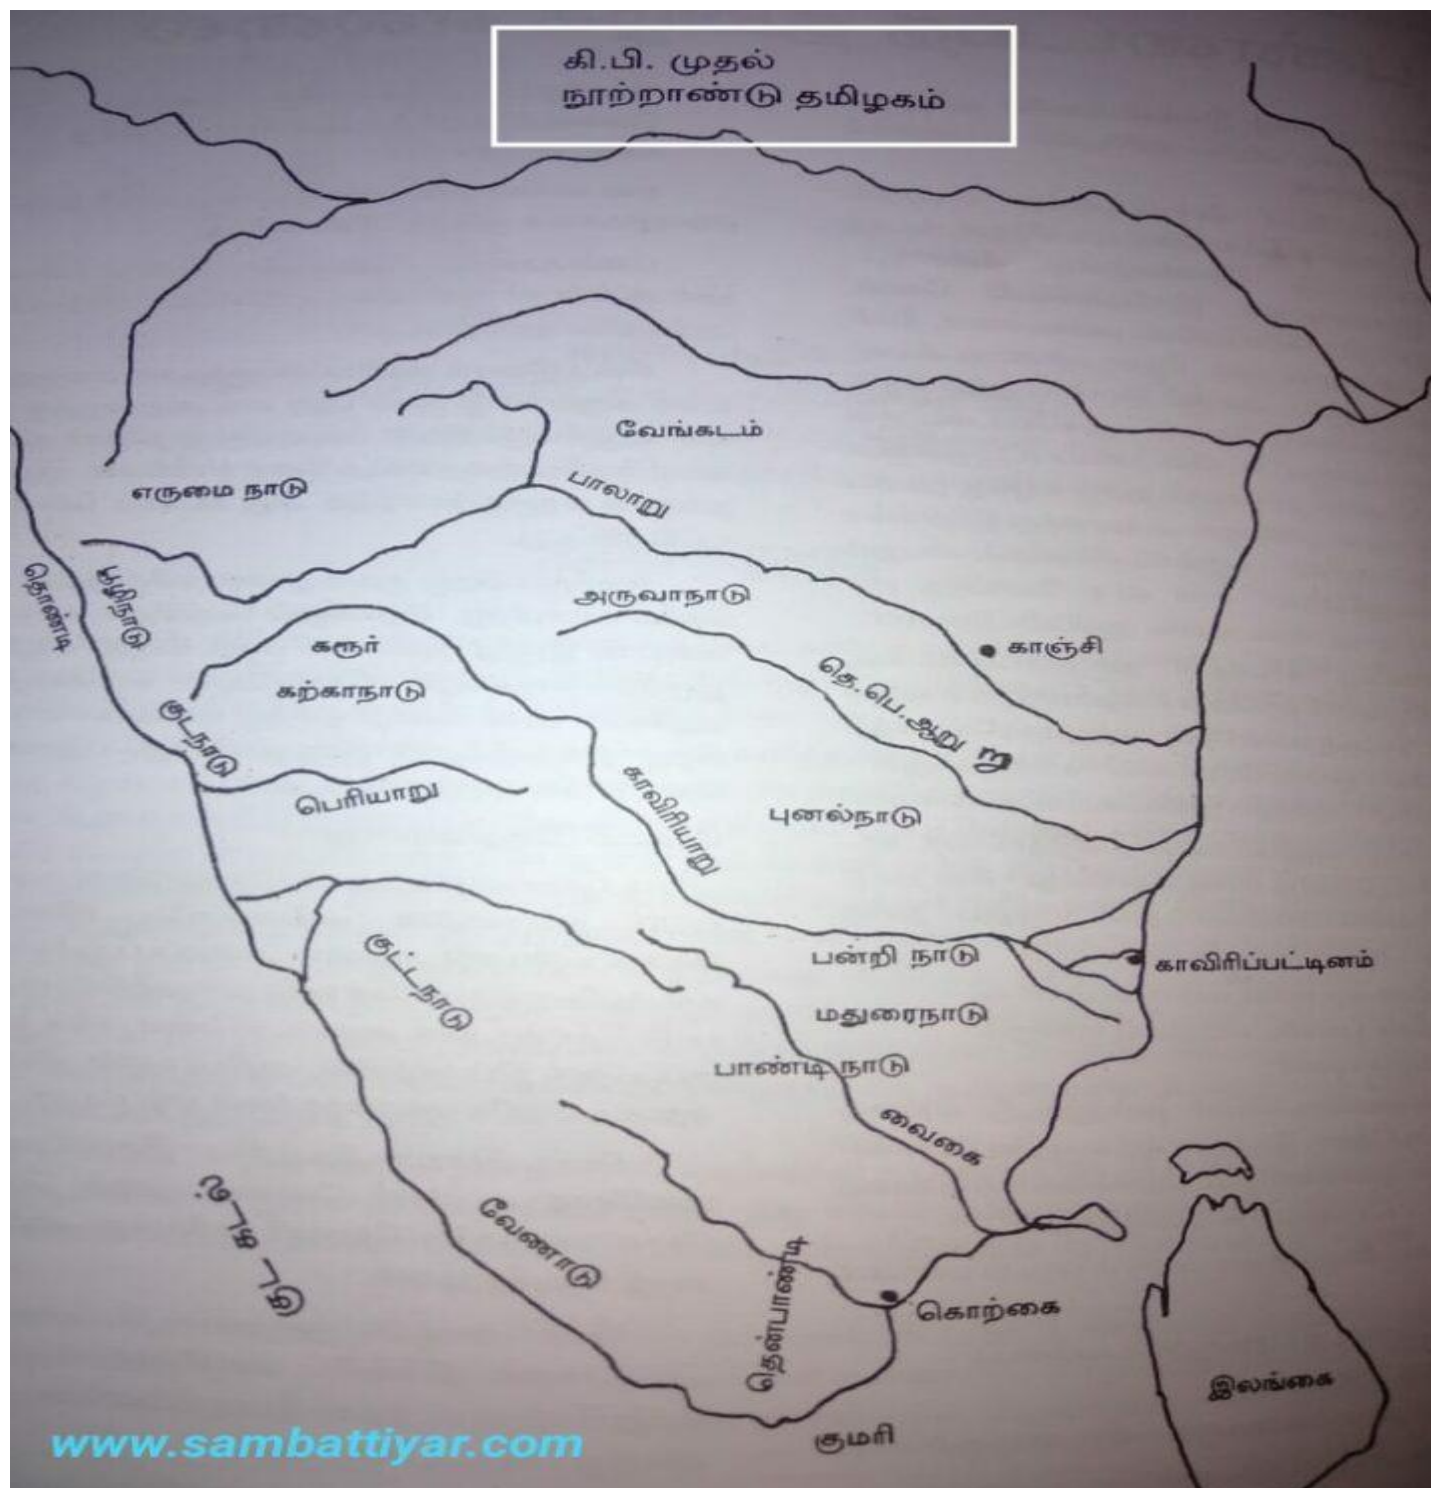 கி.பி. முதல்
நூற்றாண்டு தமிழகம்
வேங்கடம்
எருமை நாடு
பாலாறு
தொண்டி
பூழிநாடு
அருவாநாடு
கரூர்
காஞ்சி
கற்காநாடு
தெ.பெ.ஆறு று
குடநாடு
பெரியாறு
காவிரியாறு
புனல்நாடு
குட்டநாடு
பன்றி நாடு
காவிரிப்பட்டினம்
மதுரைநாடு
பாண்டி நாடு
வைகை
குட கடல்
வேணாடு
தென்பாண்டி
கொற்கை
இலங்கை
குமரி
www.sambattiyar.com